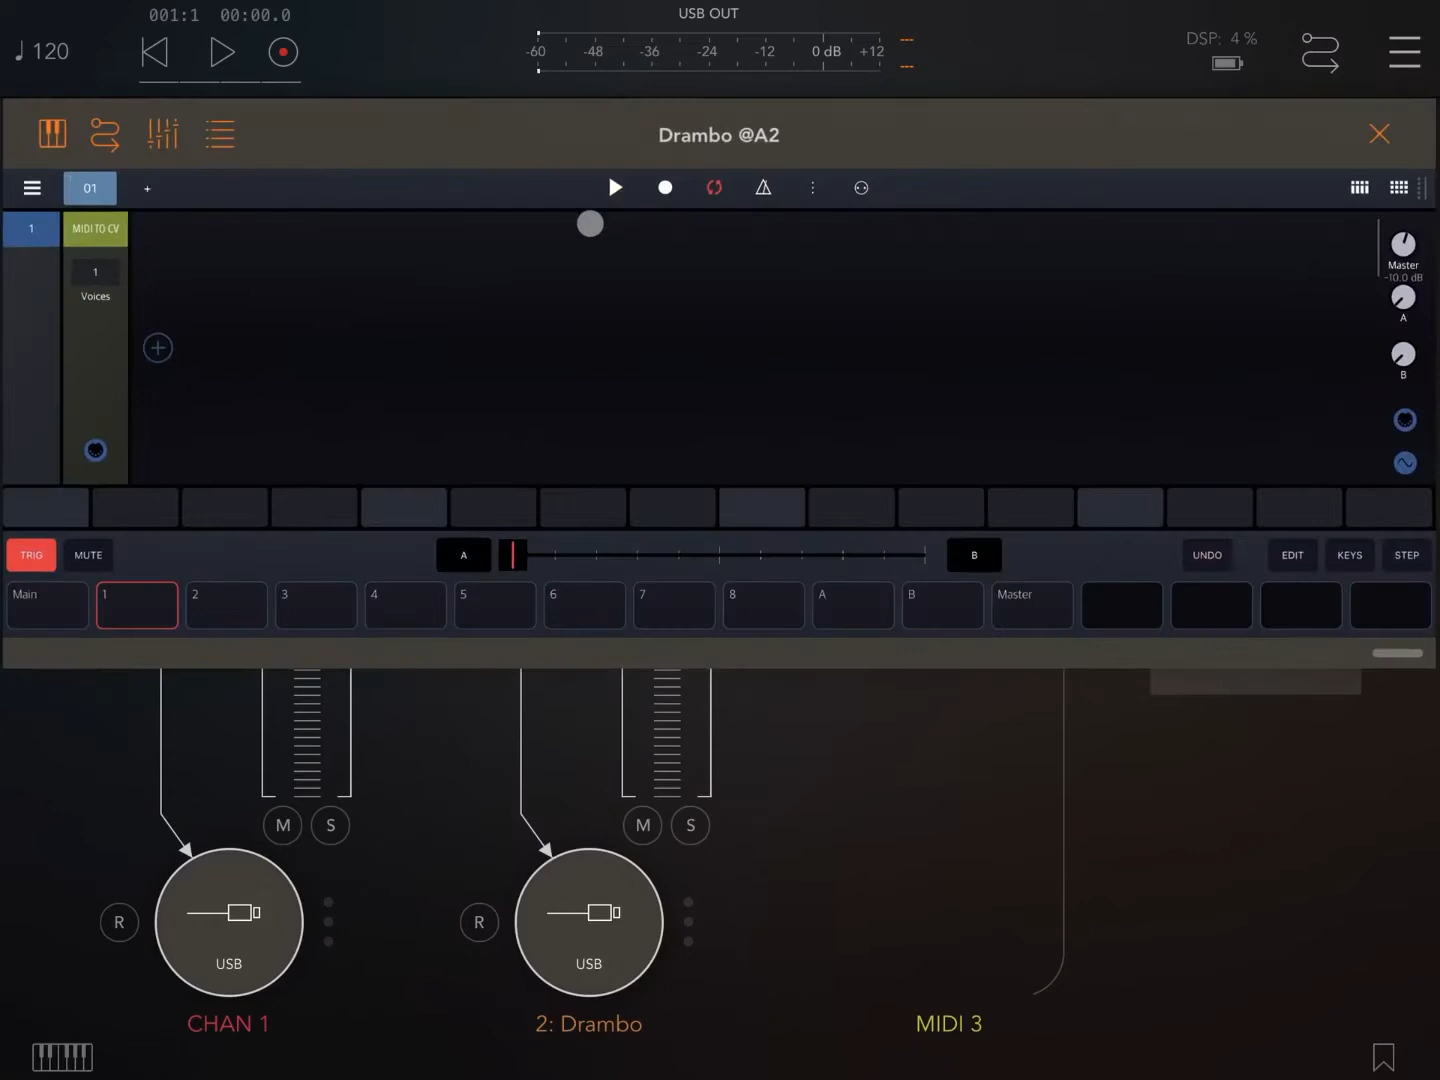 001:1 00:00.0 USB OUT
120 -60 -48 -36 -24 -12 0 dB +12 --- --- DSP: 4 %
Drambo @A2
01 +
1 MIDI TO CV
1
Voices
Master
-10.0 dB
A
B
TRIG MUTE A B UNDO EDIT KEYS STEP
Main 1 2 3 4 5 6 7 8 A B Master
M S M S
R R
USB USB
CHAN 1 2: Drambo MIDI 3